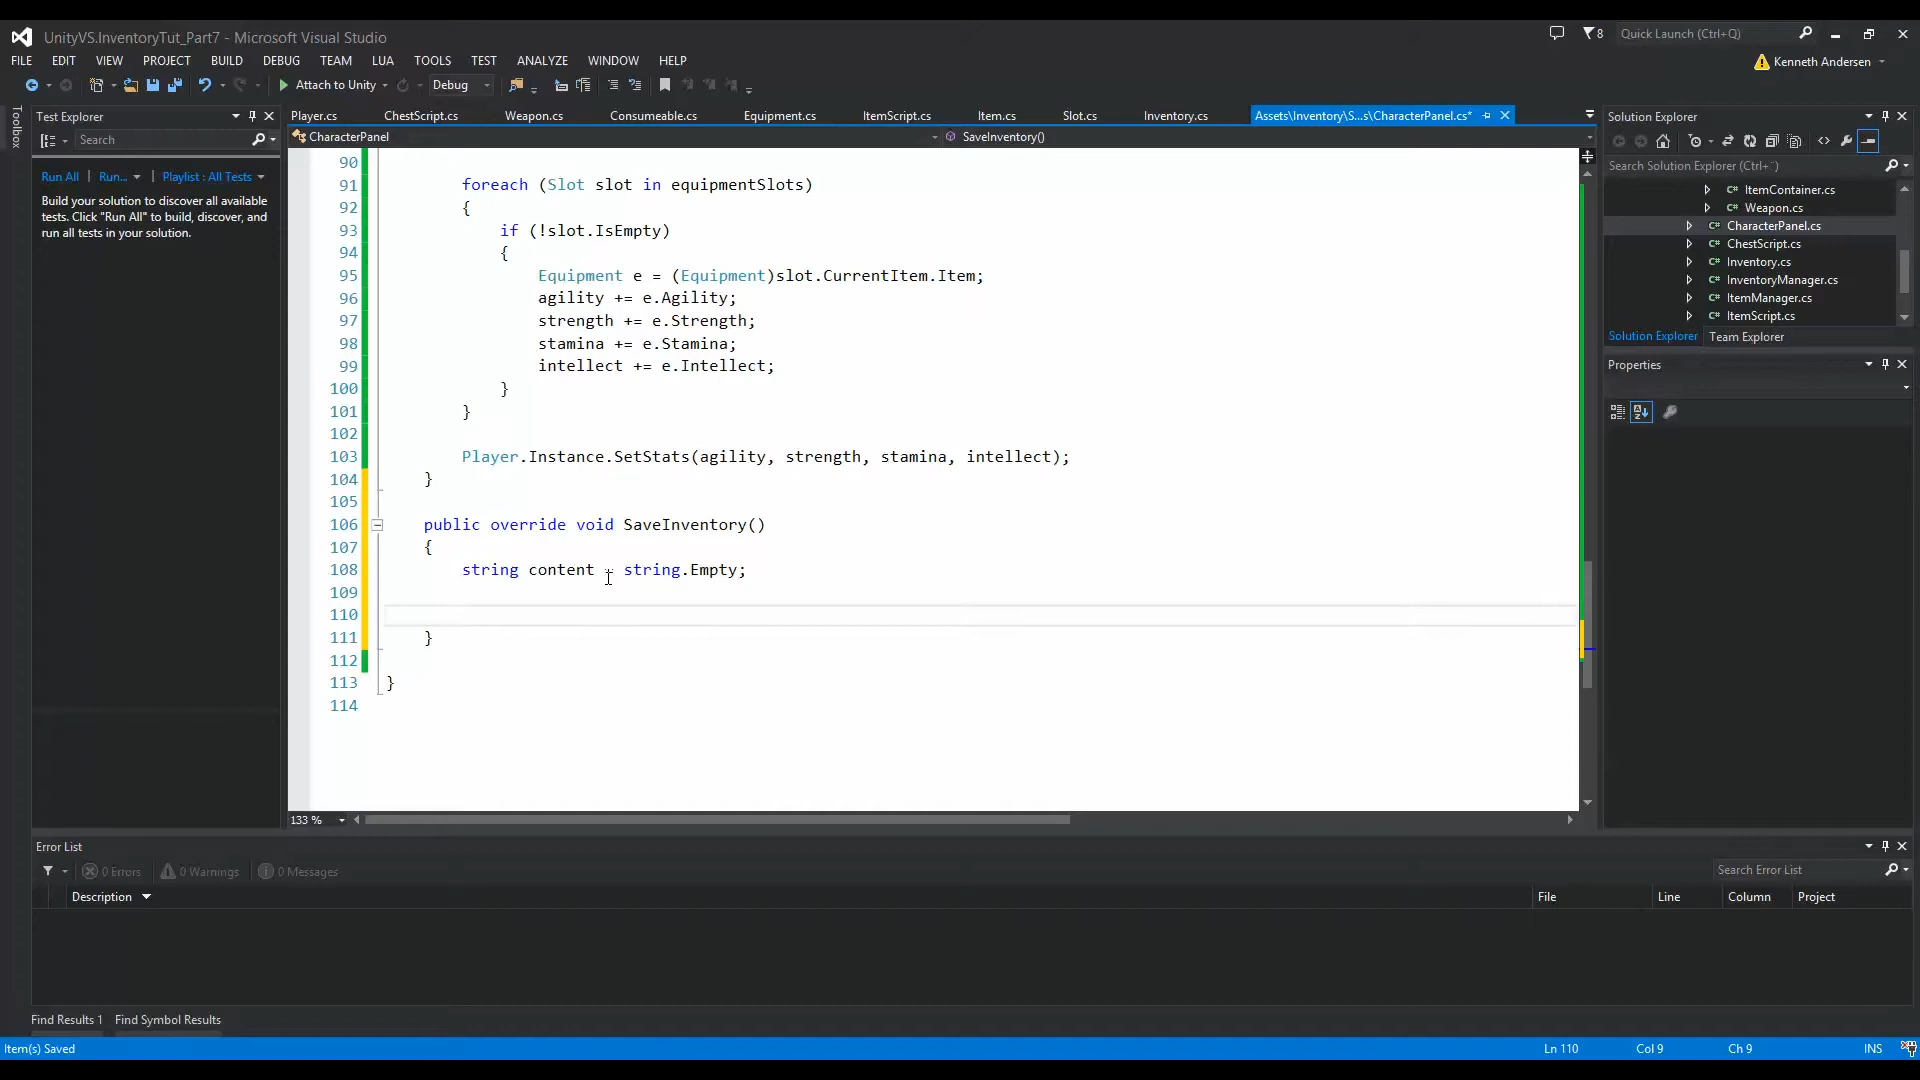 UnityVS.InventoryTut_Part7 - Microsoft Visual Studio
8
Quick Launch (Ctrl+Q)
FILE EDIT VIEW PROJECT BUILD DEBUG TEAM LUA TOOLS TEST ANALYZE WINDOW HELP
Kenneth Andersen
Attach to Unity
Debug
Toolbox
Test Explorer
Search
Run All | Run... | Playlist : All Tests
Build your solution to discover all available
tests. Click "Run All" to build, discover, and
run all tests in your solution.
Player.cs ChestScript.cs Weapon.cs Consumeable.cs Equipment.cs ItemScript.cs Item.cs Slot.cs Inventory.cs Assets\Inventory\S...s\CharacterPanel.cs*
CharacterPanel SaveInventory()
90
91 foreach (Slot slot in equipmentSlots)
92 {
93 if (!slot.IsEmpty)
94 {
95 Equipment e = (Equipment)slot.CurrentItem.Item;
96 agility += e.Agility;
97 strength += e.Strength;
98 stamina += e.Stamina;
99 intellect += e.Intellect;
100 }
101 }
102
103 Player.Instance.SetStats(agility, strength, stamina, intellect);
104 }
105
106 public override void SaveInventory()
107 {
108 string content = string.Empty;
109
110
111 }
112
113 }
114
133 %
Solution Explorer
Search Solution Explorer (Ctrl+¨)
ItemContainer.cs
Weapon.cs
CharacterPanel.cs
ChestScript.cs
Inventory.cs
InventoryManager.cs
ItemManager.cs
ItemScript.cs
Solution Explorer Team Explorer
Properties
Error List
0 Errors 0 Warnings 0 Messages
Search Error List
Description File Line Column Project
Find Results 1 Find Symbol Results
Item(s) Saved Ln 110 Col 9 Ch 9 INS